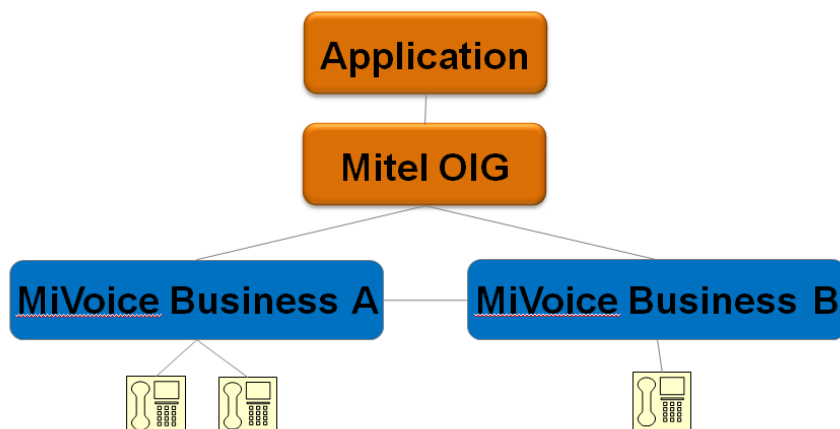 Application
Mitel OIG
MiVoice Business A
MiVoice Business B